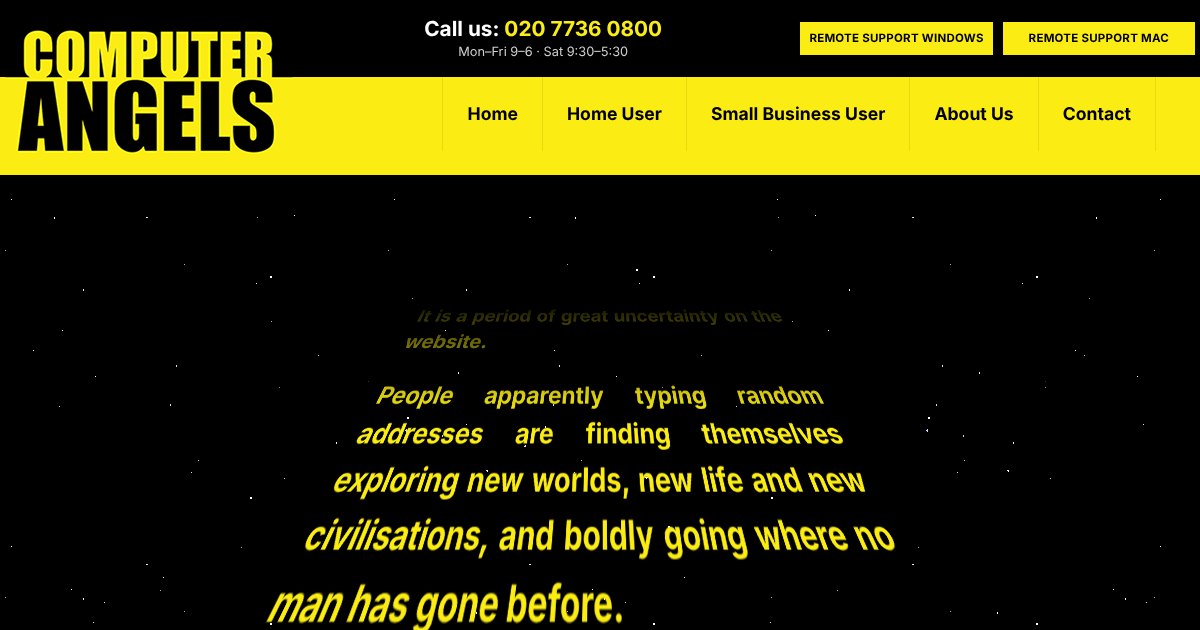 COMPUTER
ANGELS
Call us: 020 7736 0800
Mon–Fri 9–6 · Sat 9:30–5:30
REMOTE SUPPORT WINDOWS
REMOTE SUPPORT MAC
Home
Home User
Small Business User
About Us
Contact
It is a period of great uncertainty on the
website.
People apparently typing random
addresses are finding themselves
exploring new worlds, new life and new
civilisations, and boldly going where no
man has gone before.